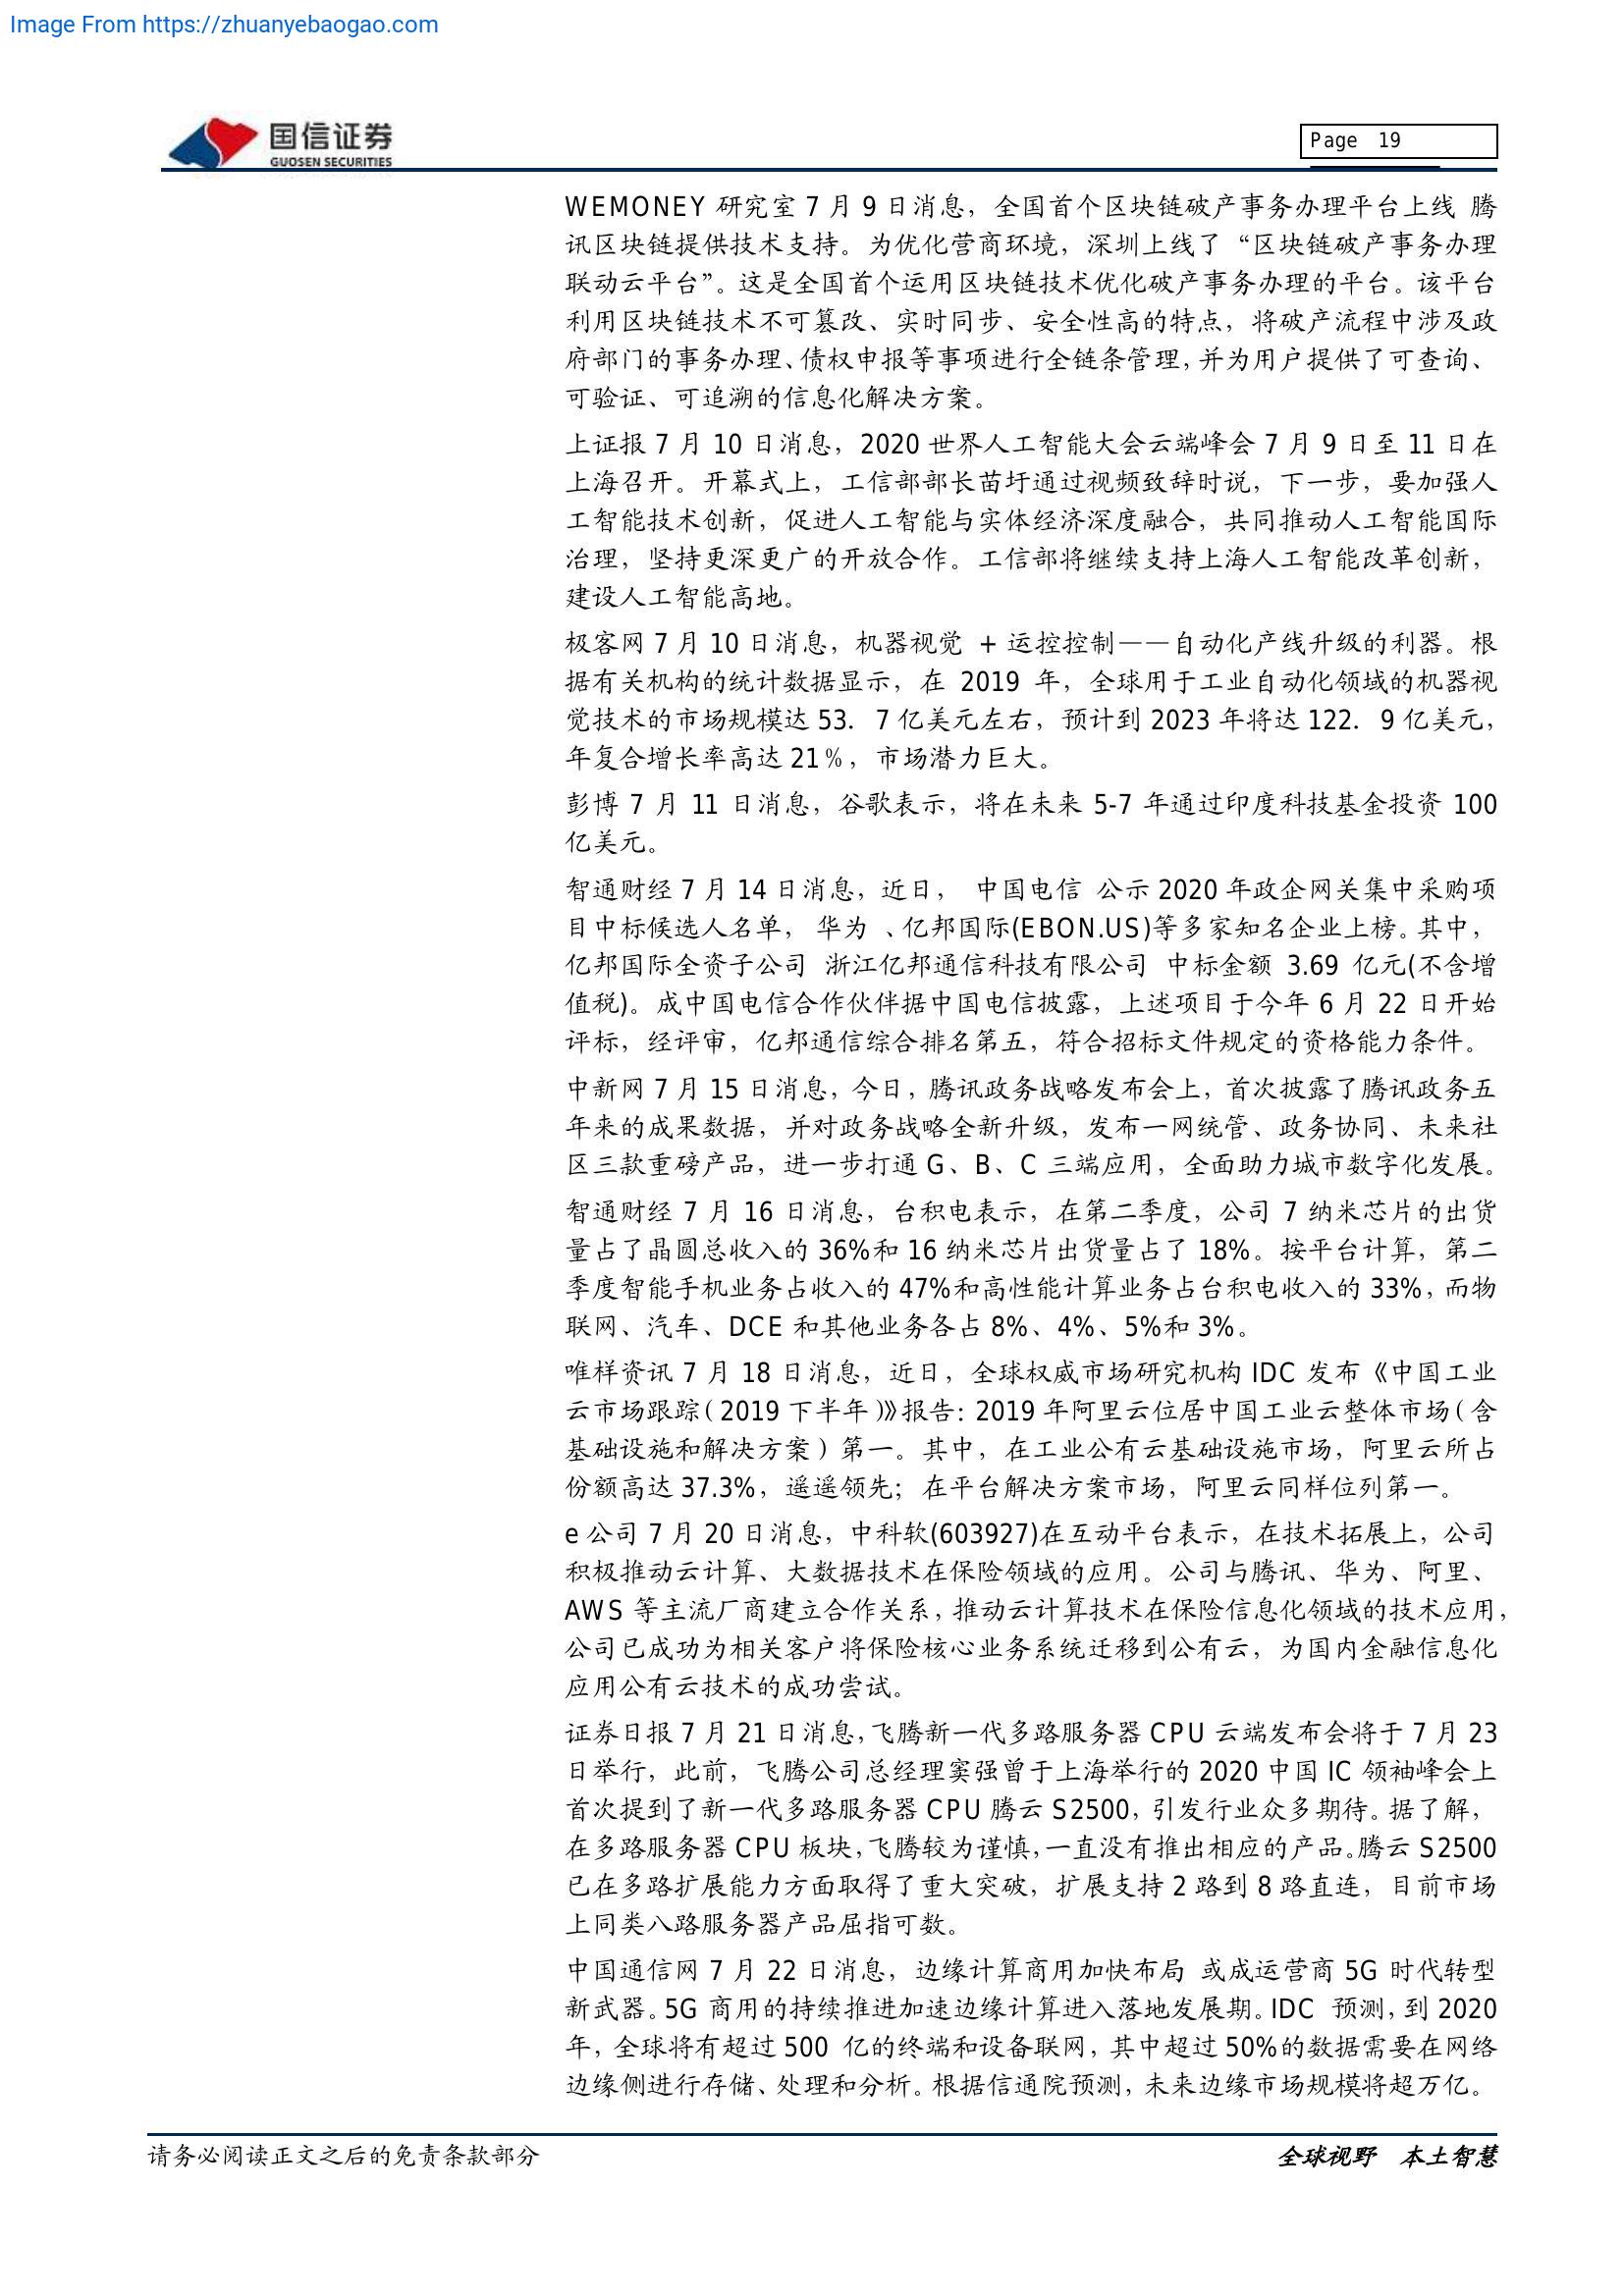 Image From https://zhuanyebaogao.com
国信证券
GUOSEN SECURITIES
Page 19
WEMONEY 研究室 7 月 9 日消息，全国首个区块链破产事务办理平台上线 腾
讯区块链提供技术支持。为优化营商环境，深圳上线了“区块链破产事务办理
联动云平台”。这是全国首个运用区块链技术优化破产事务办理的平台。该平台
利用区块链技术不可篡改、实时同步、安全性高的特点，将破产流程中涉及政
府部门的事务办理、债权申报等事项进行全链条管理，并为用户提供了可查询、
可验证、可追溯的信息化解决方案。
上证报 7 月 10 日消息，2020 世界人工智能大会云端峰会 7 月 9 日至 11 日在
上海召开。开幕式上，工信部部长苗圩通过视频致辞时说，下一步，要加强人
工智能技术创新，促进人工智能与实体经济深度融合，共同推动人工智能国际
治理，坚持更深更广的开放合作。工信部将继续支持上海人工智能改革创新，
建设人工智能高地。
极客网 7 月 10 日消息，机器视觉 + 运控控制——自动化产线升级的利器。根
据有关机构的统计数据显示，在 2019 年，全球用于工业自动化领域的机器视
觉技术的市场规模达 53．7 亿美元左右，预计到 2023 年将达 122．9 亿美元，
年复合增长率高达 21％，市场潜力巨大。
彭博 7 月 11 日消息，谷歌表示，将在未来 5-7 年通过印度科技基金投资 100
亿美元。
智通财经 7 月 14 日消息，近日， 中国电信 公示 2020 年政企网关集中采购项
目中标候选人名单， 华为 、亿邦国际(EBON.US)等多家知名企业上榜。其中，
亿邦国际全资子公司 浙江亿邦通信科技有限公司 中标金额 3.69 亿元(不含增
值税)。成中国电信合作伙伴据中国电信披露，上述项目于今年 6 月 22 日开始
评标，经评审，亿邦通信综合排名第五，符合招标文件规定的资格能力条件。
中新网 7 月 15 日消息，今日，腾讯政务战略发布会上，首次披露了腾讯政务五
年来的成果数据，并对政务战略全新升级，发布一网统管、政务协同、未来社
区三款重磅产品，进一步打通 G、B、C 三端应用，全面助力城市数字化发展。
智通财经 7 月 16 日消息，台积电表示，在第二季度，公司 7 纳米芯片的出货
量占了晶圆总收入的 36%和 16 纳米芯片出货量占了 18%。按平台计算，第二
季度智能手机业务占收入的 47%和高性能计算业务占台积电收入的 33%，而物
联网、汽车、DCE 和其他业务各占 8%、4%、5%和 3%。
唯样资讯 7 月 18 日消息，近日，全球权威市场研究机构 IDC 发布《中国工业
云市场跟踪（2019 下半年）》报告：2019 年阿里云位居中国工业云整体市场（含
基础设施和解决方案）第一。其中，在工业公有云基础设施市场，阿里云所占
份额高达 37.3%，遥遥领先；在平台解决方案市场，阿里云同样位列第一。
e 公司 7 月 20 日消息，中科软(603927)在互动平台表示，在技术拓展上，公司
积极推动云计算、大数据技术在保险领域的应用。公司与腾讯、华为、阿里、
AWS 等主流厂商建立合作关系，推动云计算技术在保险信息化领域的技术应用，
公司已成功为相关客户将保险核心业务系统迁移到公有云，为国内金融信息化
应用公有云技术的成功尝试。
证券日报 7 月 21 日消息，飞腾新一代多路服务器 CPU 云端发布会将于 7 月 23
日举行，此前，飞腾公司总经理窦强曾于上海举行的 2020 中国 IC 领袖峰会上
首次提到了新一代多路服务器 CPU 腾云 S2500，引发行业众多期待。据了解，
在多路服务器 CPU 板块，飞腾较为谨慎，一直没有推出相应的产品。腾云 S2500
已在多路扩展能力方面取得了重大突破，扩展支持 2 路到 8 路直连，目前市场
上同类八路服务器产品屈指可数。
中国通信网 7 月 22 日消息，边缘计算商用加快布局 或成运营商 5G 时代转型
新武器。5G 商用的持续推进加速边缘计算进入落地发展期。IDC 预测，到 2020
年，全球将有超过 500 亿的终端和设备联网，其中超过 50%的数据需要在网络
边缘侧进行存储、处理和分析。根据信通院预测，未来边缘市场规模将超万亿。
请务必阅读正文之后的免责条款部分
全球视野 本土智慧